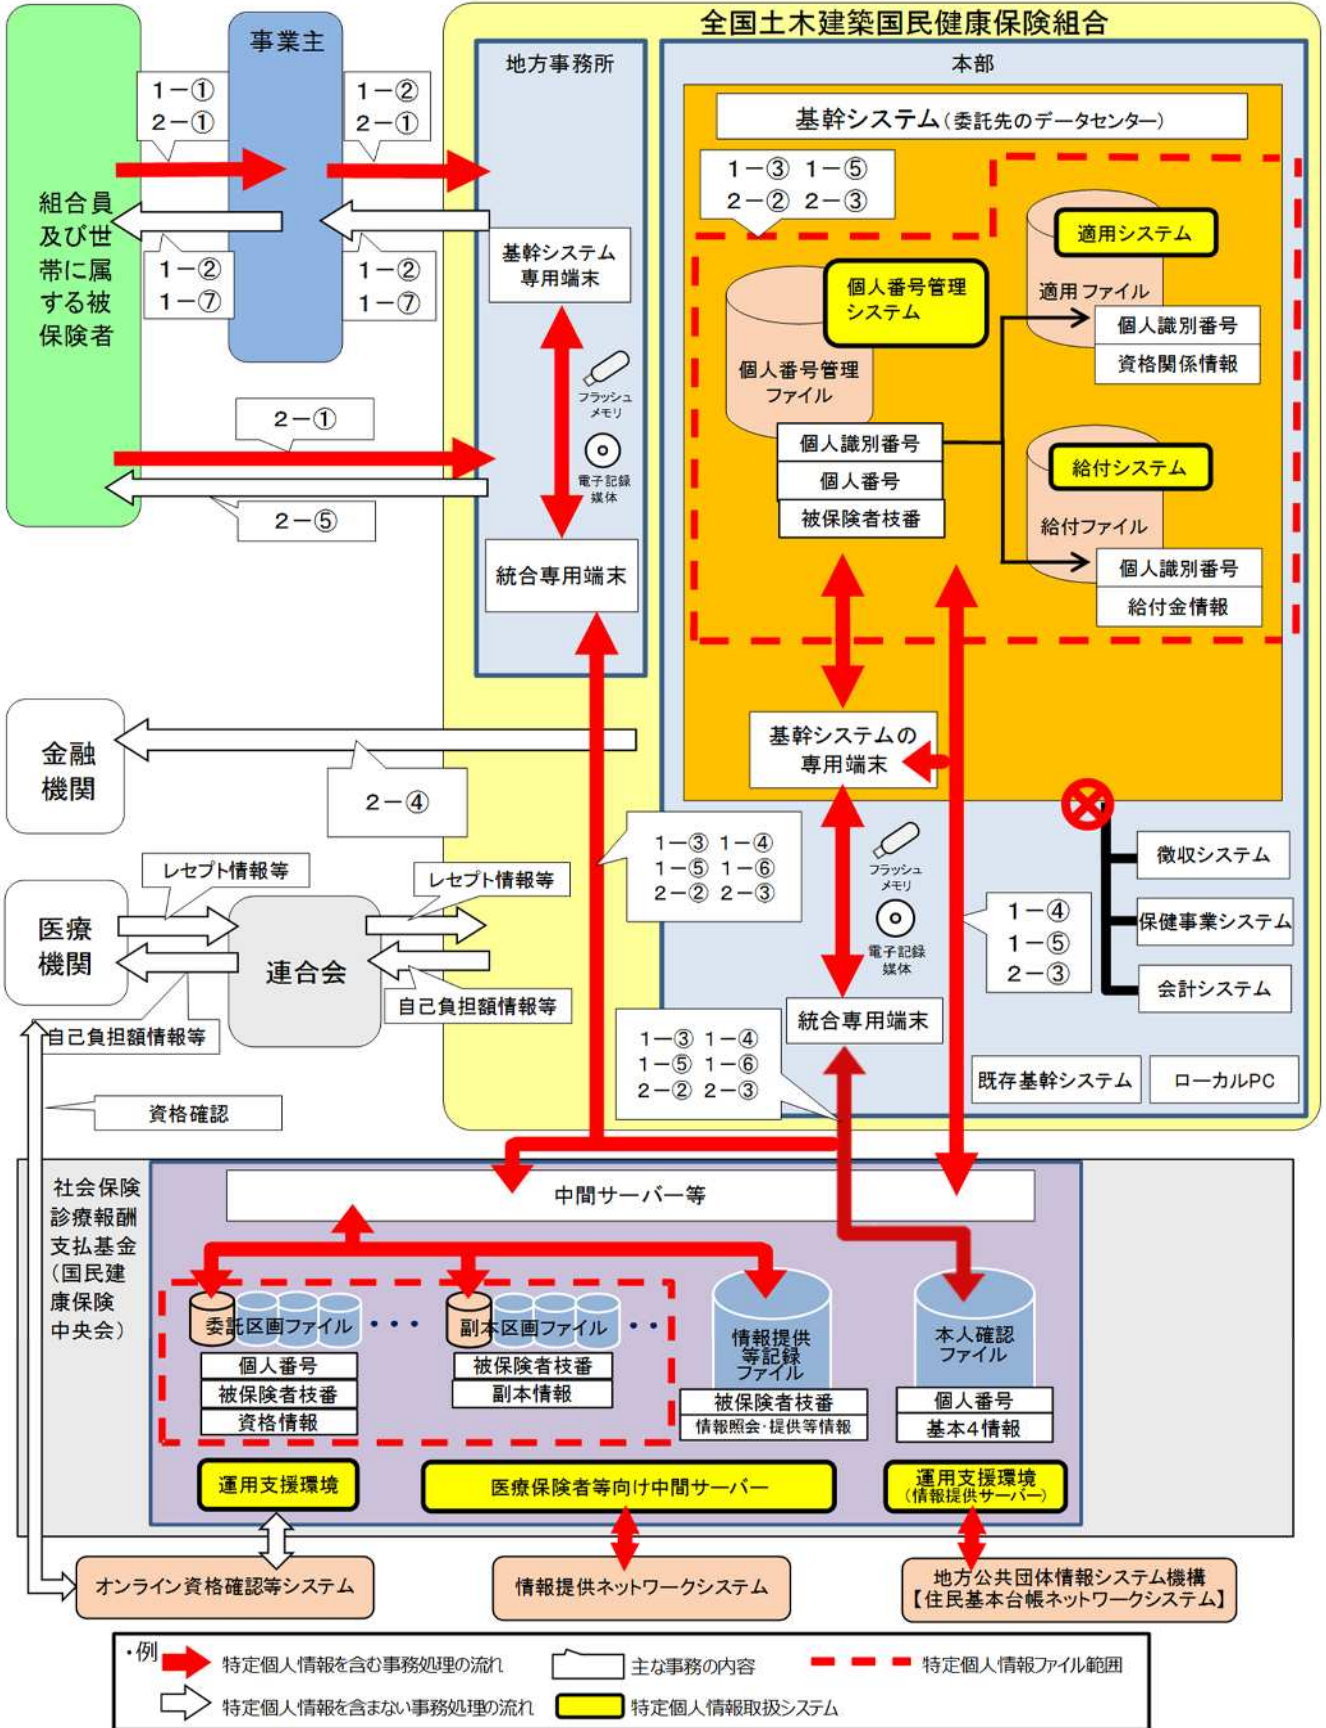 全国土木建築国民健康保険組合
事業主
地方事務所
本部
基幹システム（委託先のデータセンター）
1－①
2－①
1－②
2－①
1－③ 1－⑤
2－② 2－③
組合員
及び世
帯に属
する被
保険者
1－②
1－⑦
1－②
1－⑦
基幹システム
専用端末
適用システム
適用ファイル
個人識別番号
資格関係情報
個人番号管理
システム
個人番号管理
ファイル
個人識別番号
個人番号
被保険者枝番
フラッシュ
メモリ
電子記録
媒体
2－①
2－⑤
給付システム
給付ファイル
個人識別番号
給付金情報
統合専用端末
金融
機関
2－④
基幹システムの
専用端末
1－③ 1－④
1－⑤ 1－⑥
2－② 2－③
フラッシュ
メモリ
電子記録
媒体
徴収システム
保健事業システム
会計システム
1－④
1－⑤
2－③
レセプト情報等
レセプト情報等
医療
機関
連合会
自己負担額情報等
自己負担額情報等
統合専用端末
1－③ 1－④
1－⑤ 1－⑥
2－② 2－③
既存基幹システム
ローカルPC
資格確認
社会保険
診療報酬
支払基金
（国民健
康保険
中央会）
中間サーバー等
委託区画ファイル
・・・
個人番号
被保険者枝番
資格情報
副本区画ファイル
・・
被保険者枝番
副本情報
情報提供
等記録
ファイル
被保険者枝番
情報照会・提供等情報
本人確認
ファイル
個人番号
基本４情報
運用支援環境
医療保険者等向け中間サーバー
運用支援環境
（情報提供サーバー）
オンライン資格確認等システム
情報提供ネットワークシステム
地方公共団体情報システム機構
【住民基本台帳ネットワークシステム】
・例
特定個人情報を含む事務処理の流れ
主な事務の内容
特定個人情報ファイル範囲
特定個人情報を含まない事務処理の流れ
特定個人情報取扱システム